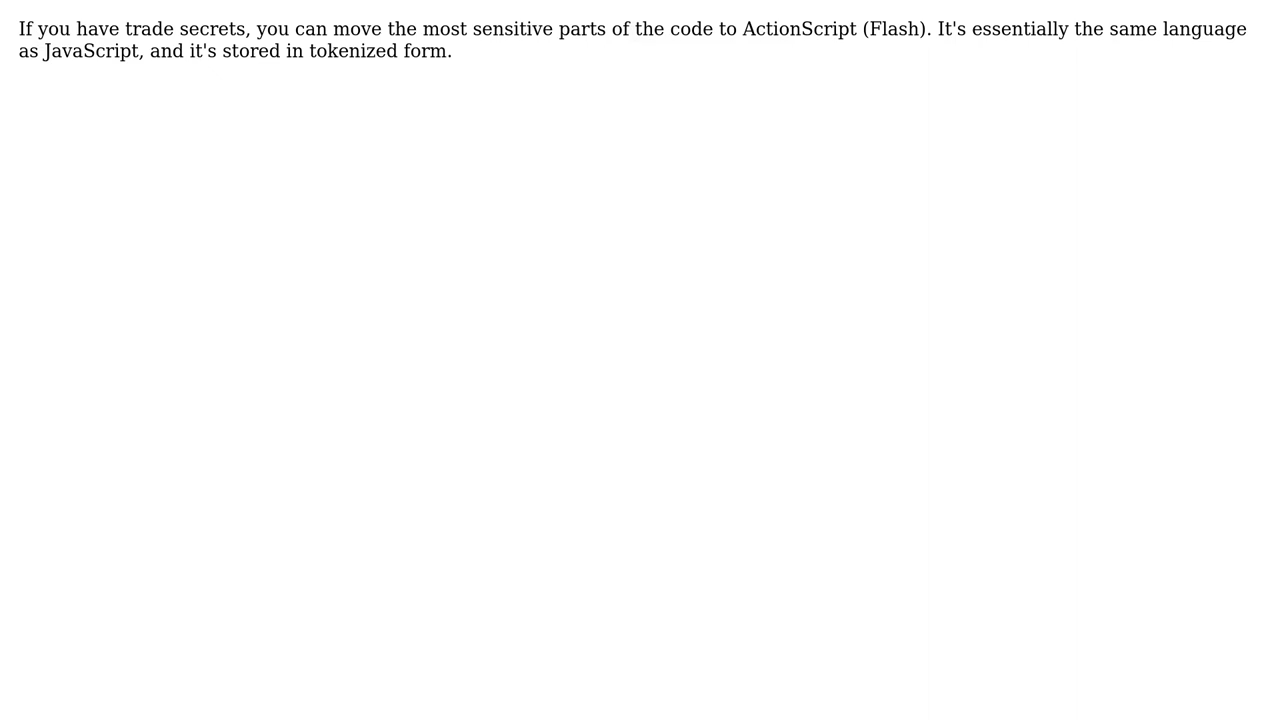 If you have trade secrets, you can move the most sensitive parts of the code to ActionScript (Flash). It's essentially the same language
as JavaScript, and it's stored in tokenized form.